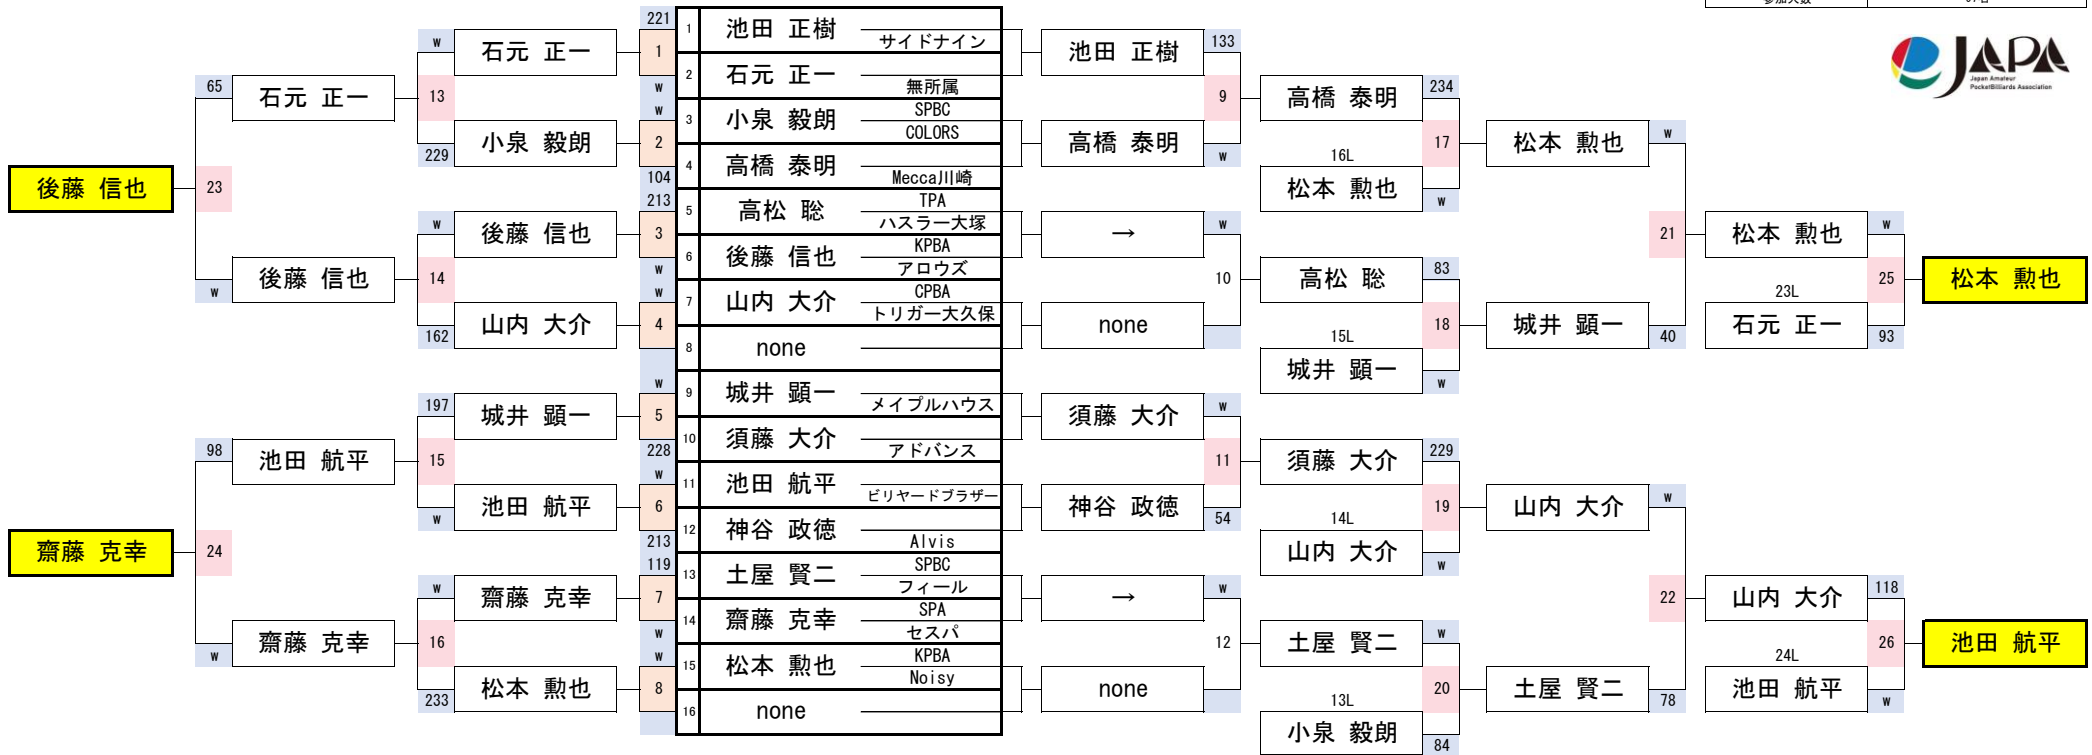 参加人数
JAPA
Japan Amateur
PocketBilliards Association
221
1 池田 正樹 サイドナイン
W 石元 正一 1
池田 正樹 133
2 石元 正一 無所属
65 石元 正一 13
W
W
9 高橋 泰明 234
3 小泉 毅朗 SPBC
COLORS
229 小泉 毅朗 2
高橋 泰明 W
16L
17 松本 勲也 W
4 高橋 泰明 Mecca川崎
104
後藤 信也 23
松本 勲也 W
213
5 高松 聡 TPA
ハスラー大塚
W 後藤 信也 3
→ W
21 松本 勲也 W
6 後藤 信也 KPBA
アロウズ
W 後藤 信也 14
W
W
10 高松 聡 83
25 松本 勲也
7 山内 大介 CPBA
トリガー大久保
23L
162 山内 大介 4
none
15L
18 城井 顕一 40
石元 正一 93
8 none
城井 顕一 W
W
9 城井 顕一 メイプルハウス
197 城井 顕一 5
須藤 大介 W
10 須藤 大介 アドバンス
228
98 池田 航平 15
W
11 須藤 大介 229
11 池田 航平 ビリヤードブラザー
W 池田 航平 6
神谷 政徳 54
14L
19 山内 大介 W
12 神谷 政徳 Alvis
213
齋藤 克幸 24
山内 大介 W
119
13 土屋 賢二 SPBC
フィール
W 齋藤 克幸 7
→ W
22 山内 大介 118
14 齋藤 克幸 SPA
セスパ
W 齋藤 克幸 16
W
W
12 土屋 賢二 W
26 池田 航平
15 松本 勲也 KPBA
Noisy
24L
233 松本 勲也 8
none
13L
20 土屋 賢二 78
池田 航平 W
16 none
小泉 毅朗 84